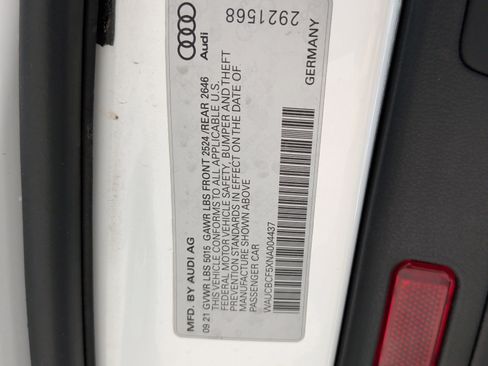 MFD. BY AUDI AG
09.21 GVWR LBS 5015 GAWR LBS FRONT 2524/REAR 2646
THIS VEHICLE CONFORMS TO ALL APPLICABLE U.S.
FEDERAL MOTOR VEHICLE SAFETY, BUMPER AND THEFT
PREVENTION STANDARDS IN EFFECT ON THE DATE OF
MANUFACTURE SHOWN ABOVE
PASSENGER CAR
WAUCBCF5XNA004437
Audi
2921568
GERMANY